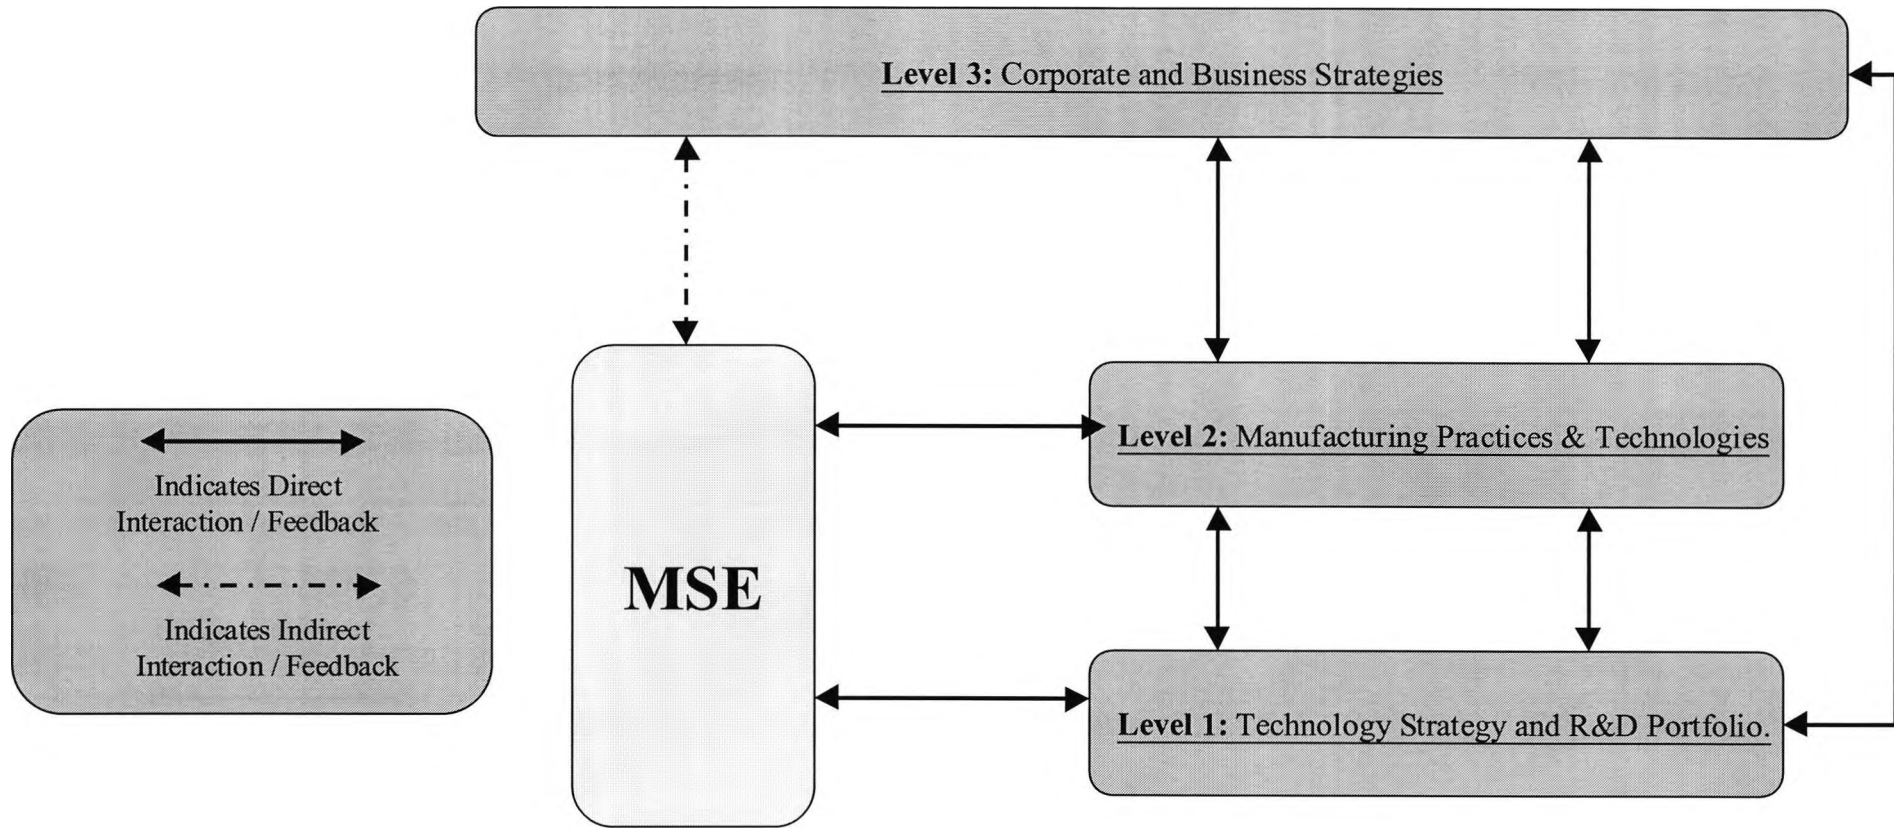 Level 3: Corporate and Business Strategies
Indicates Direct
Interaction / Feedback
Indicates Indirect
Interaction / Feedback
MSE
Level 2: Manufacturing Practices & Technologies
Level 1: Technology Strategy and R&D Portfolio.